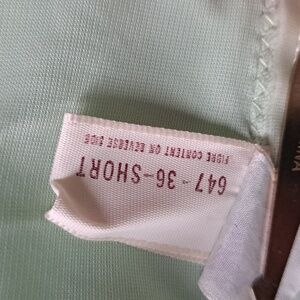 647 - 36-SHORT
FIBRE CONTENT ON REVERSE SIDE